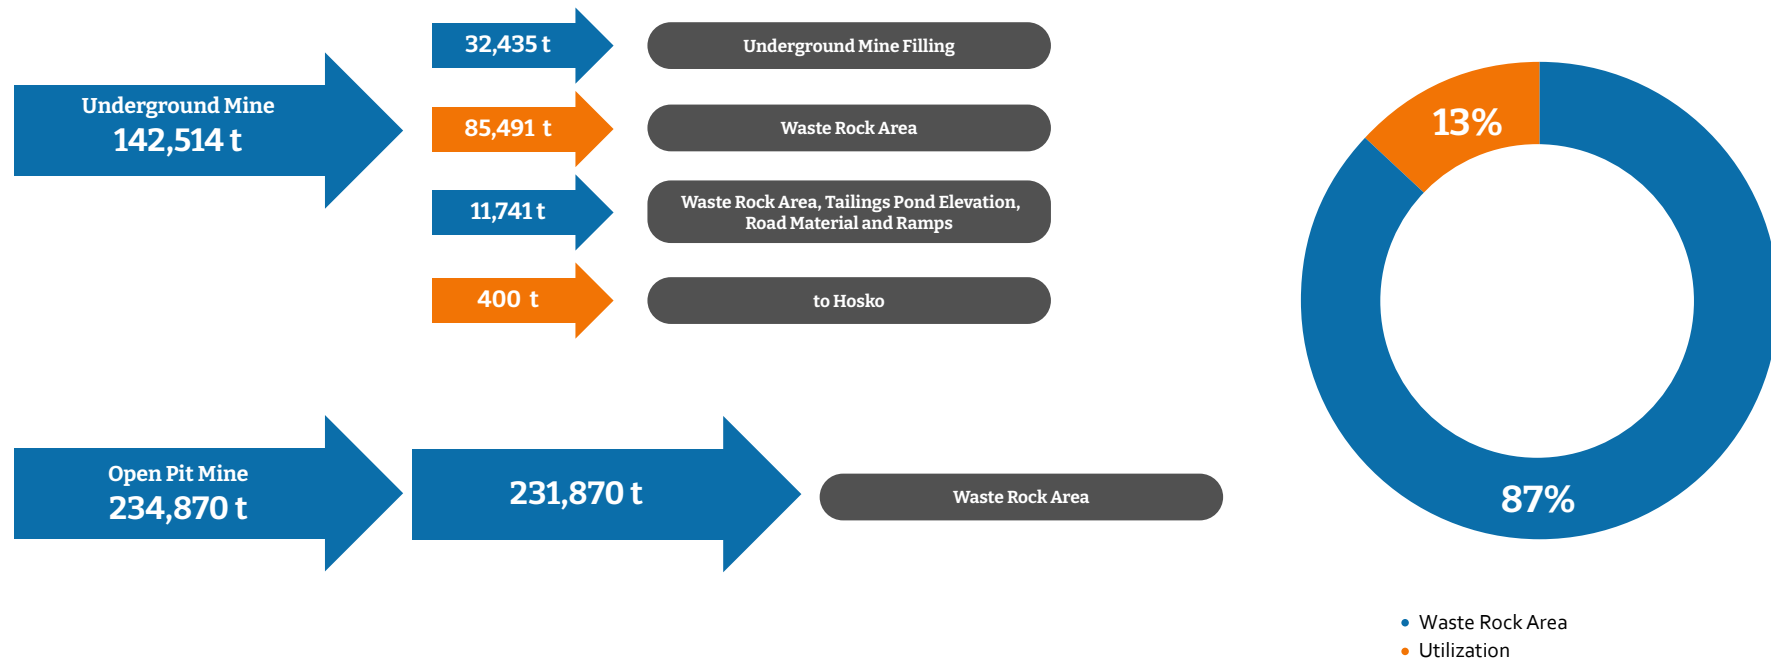 Underground Mine
142,514 t
32,435 t
Underground Mine Filling
85,491 t
Waste Rock Area
11,741 t
Waste Rock Area, Tailings Pond Elevation,
Road Material and Ramps
400 t
to Hosko
Open Pit Mine
234,870 t
231,870 t
Waste Rock Area
13%
87%
• Waste Rock Area
• Utilization